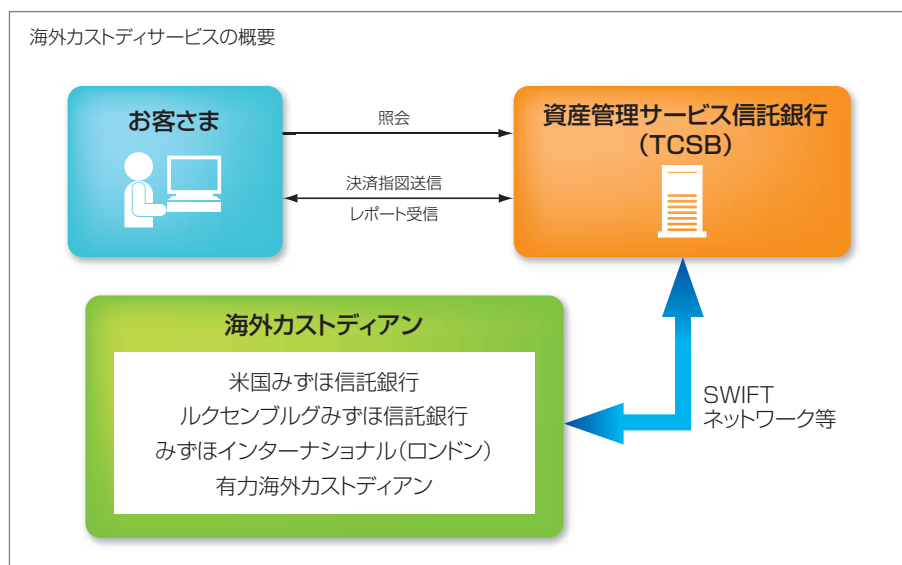 海外カストディサービスの概要
お客さま
照会
決済指図送信
レポート受信
資産管理サービス信託銀行
(TCSB)
海外カストディアン
米国みずほ信託銀行
ルクセンブルグみずほ信託銀行
みずほインターナショナル(ロンドン)
有力海外カストディアン
SWIFT
ネットワーク等